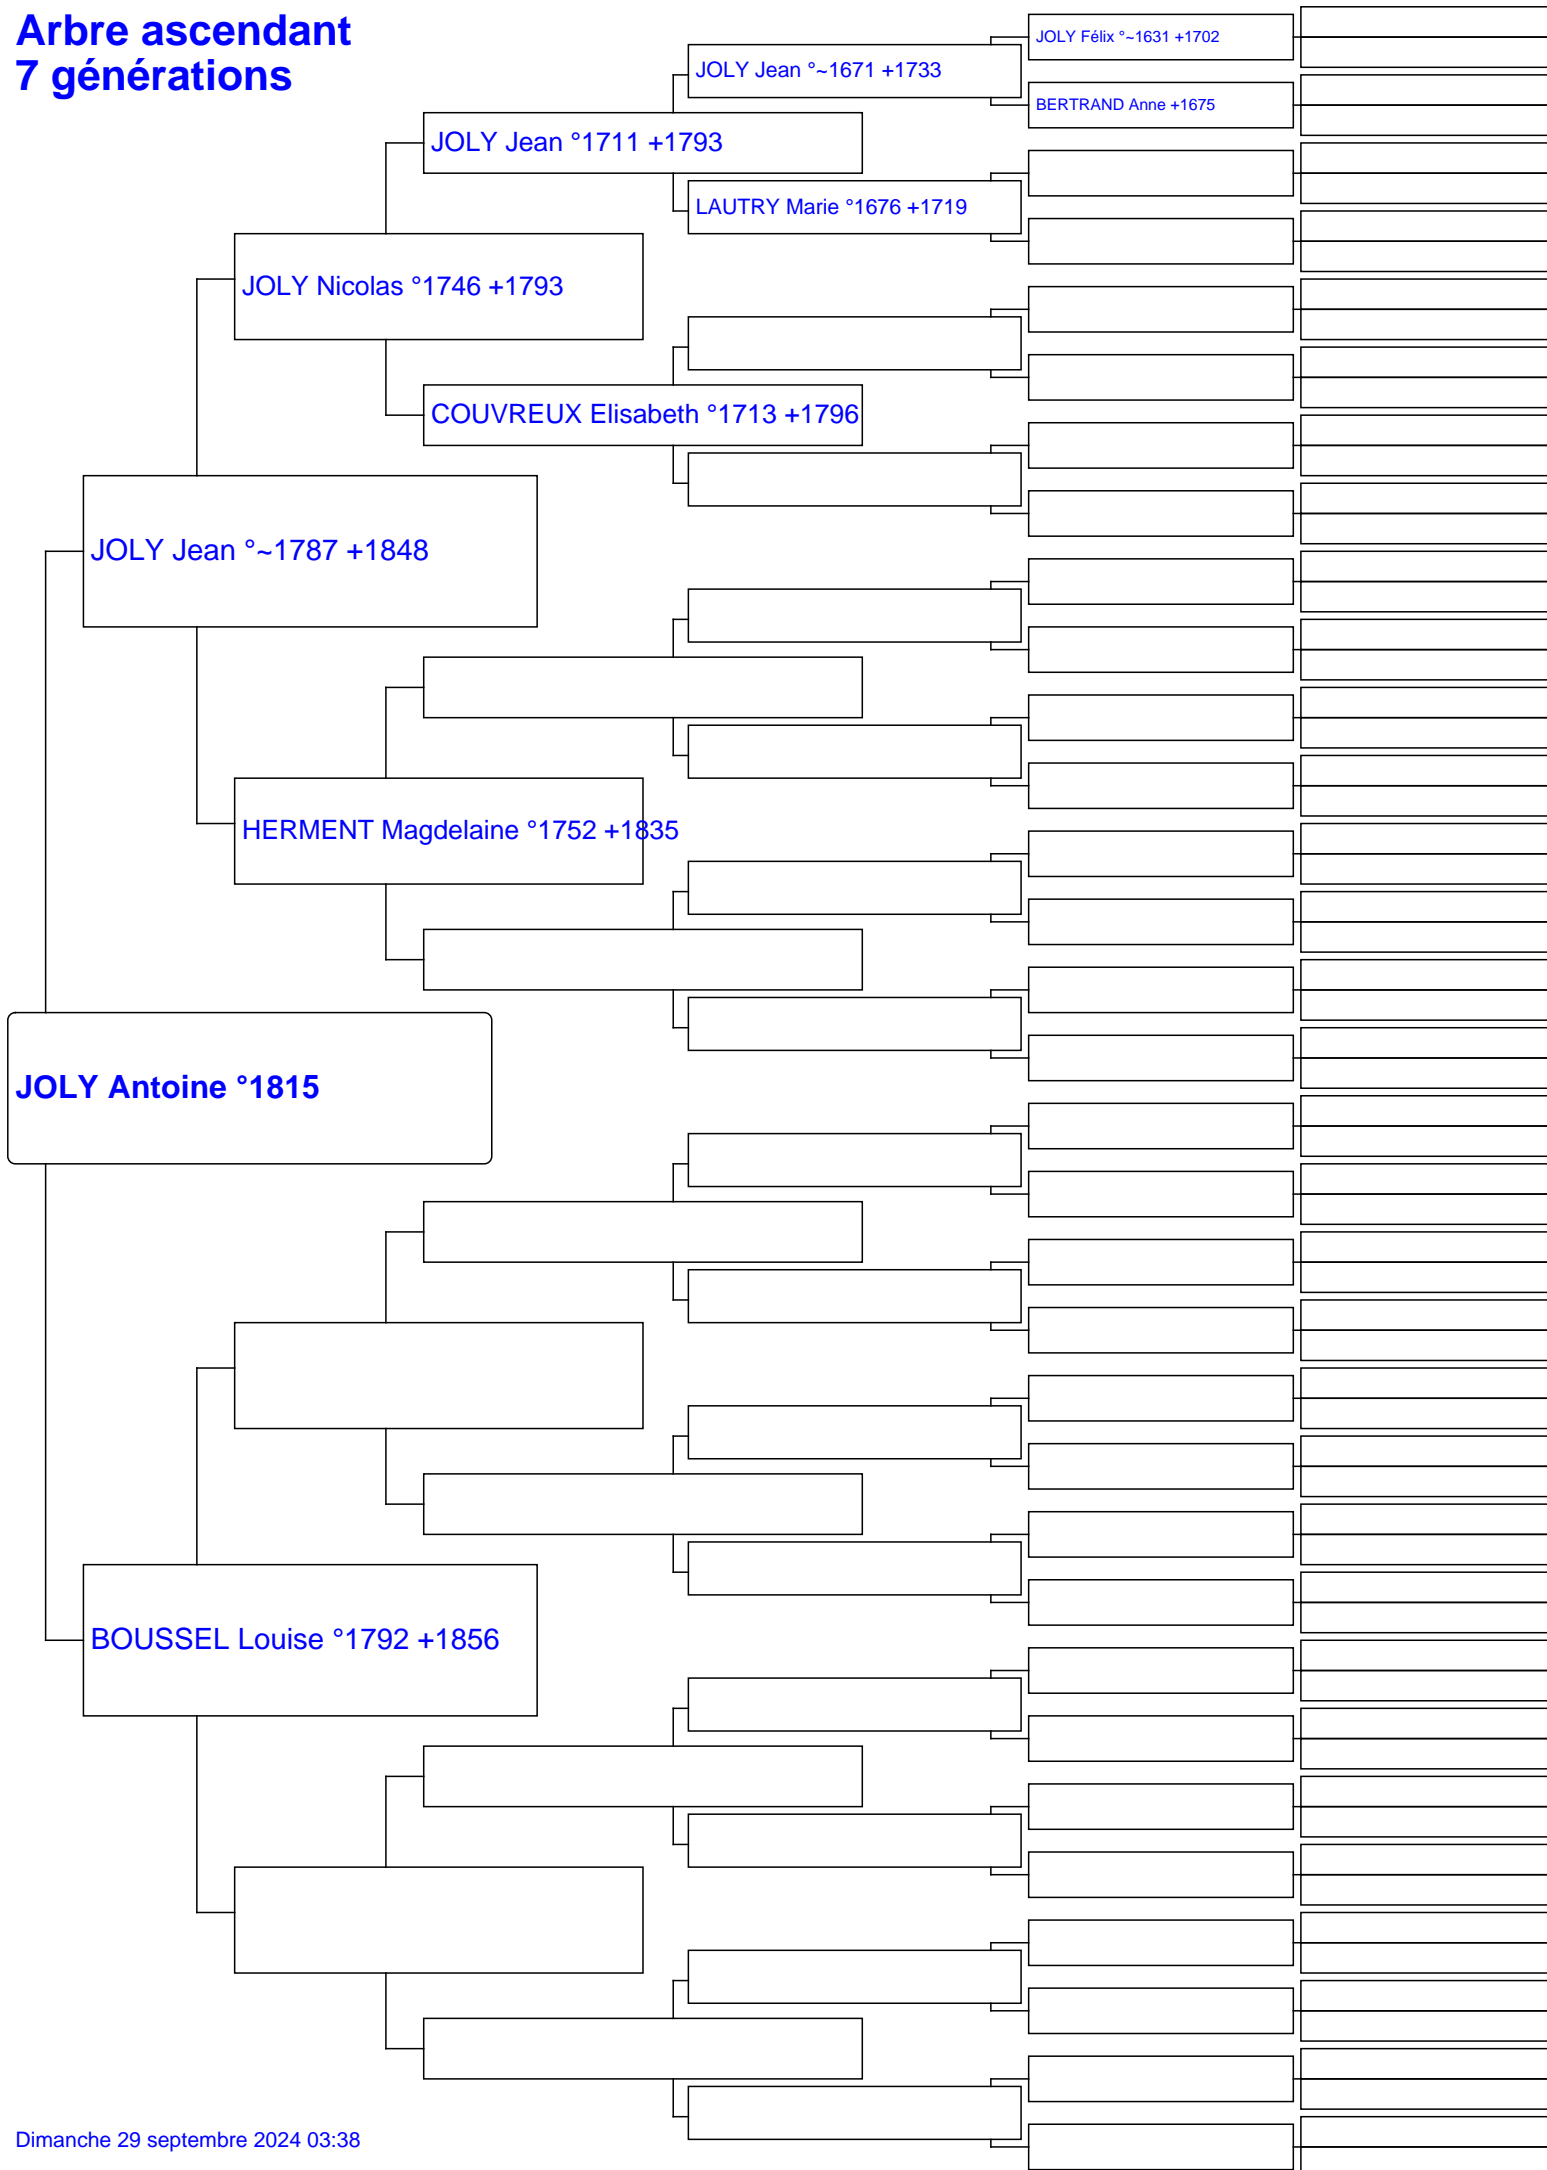 Arbre ascendant
7 générations
JOLY Félix °~1631 +1702
JOLY Jean °~1671 +1733
BERTRAND Anne +1675
JOLY Jean °1711 +1793
LAUTRY Marie °1676 +1719
JOLY Nicolas °1746 +1793
COUVREUX Elisabeth °1713 +1796
JOLY Jean °~1787 +1848
HERMENT Magdelaine °1752 +1835
JOLY Antoine °1815
BOUSSEL Louise °1792 +1856
Dimanche 29 septembre 2024 03:38